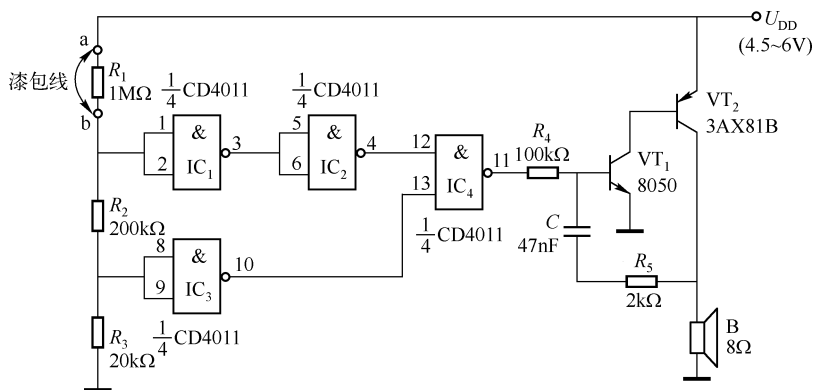 U_DD
(4.5~6V)
a
漆包线
R₁
1MΩ
b
1/4 CD4011
1/4 CD4011
1
2
&
IC₁
3
5
6
&
IC₂
4
12
13
&
IC₄
11
1/4 CD4011
R₄
100kΩ
VT₁
8050
VT₂
3AX81B
R₂
200kΩ
8
9
&
IC₃
10
1/4 CD4011
C
47nF
R₅
2kΩ
R₃
20kΩ
B
8Ω